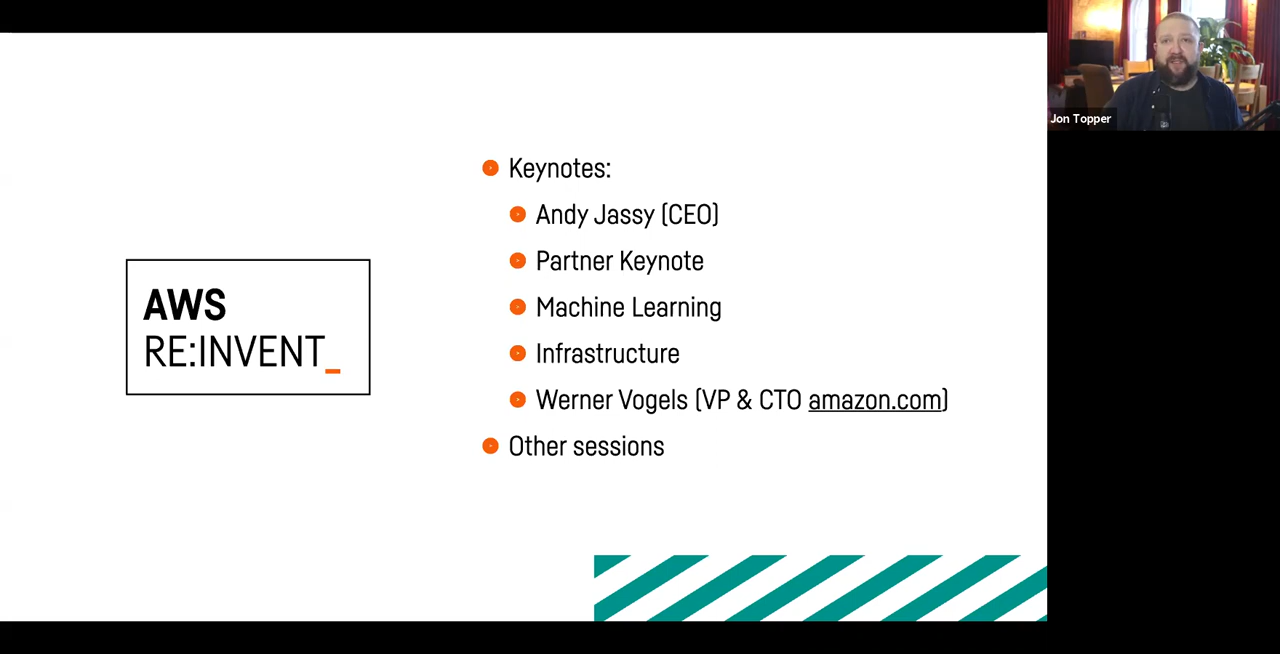 Jon Topper
AWS
RE:INVENT_
Keynotes:
Andy Jassy (CEO)
Partner Keynote
Machine Learning
Infrastructure
Werner Vogels (VP & CTO amazon.com)
Other sessions